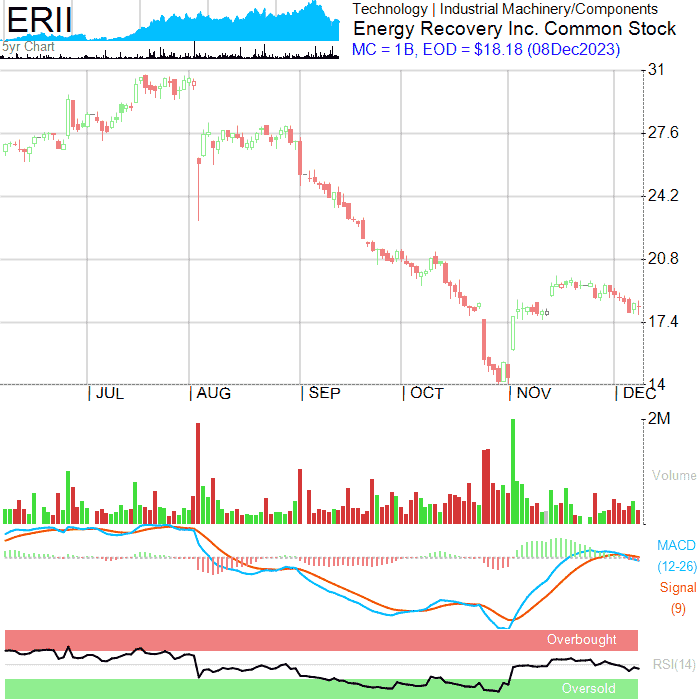 ERII
5yr Chart
Technology | Industrial Machinery/Components
Energy Recovery Inc. Common Stock
MC = 1B, EOD = $18.18 (08Dec2023)
31
27.6
24.2
20.8
17.4
14
JUL AUG SEP OCT NOV DEC
2M
Volume
MACD
(12-26)
Signal
(9)
Overbought
RSI(14)
Oversold